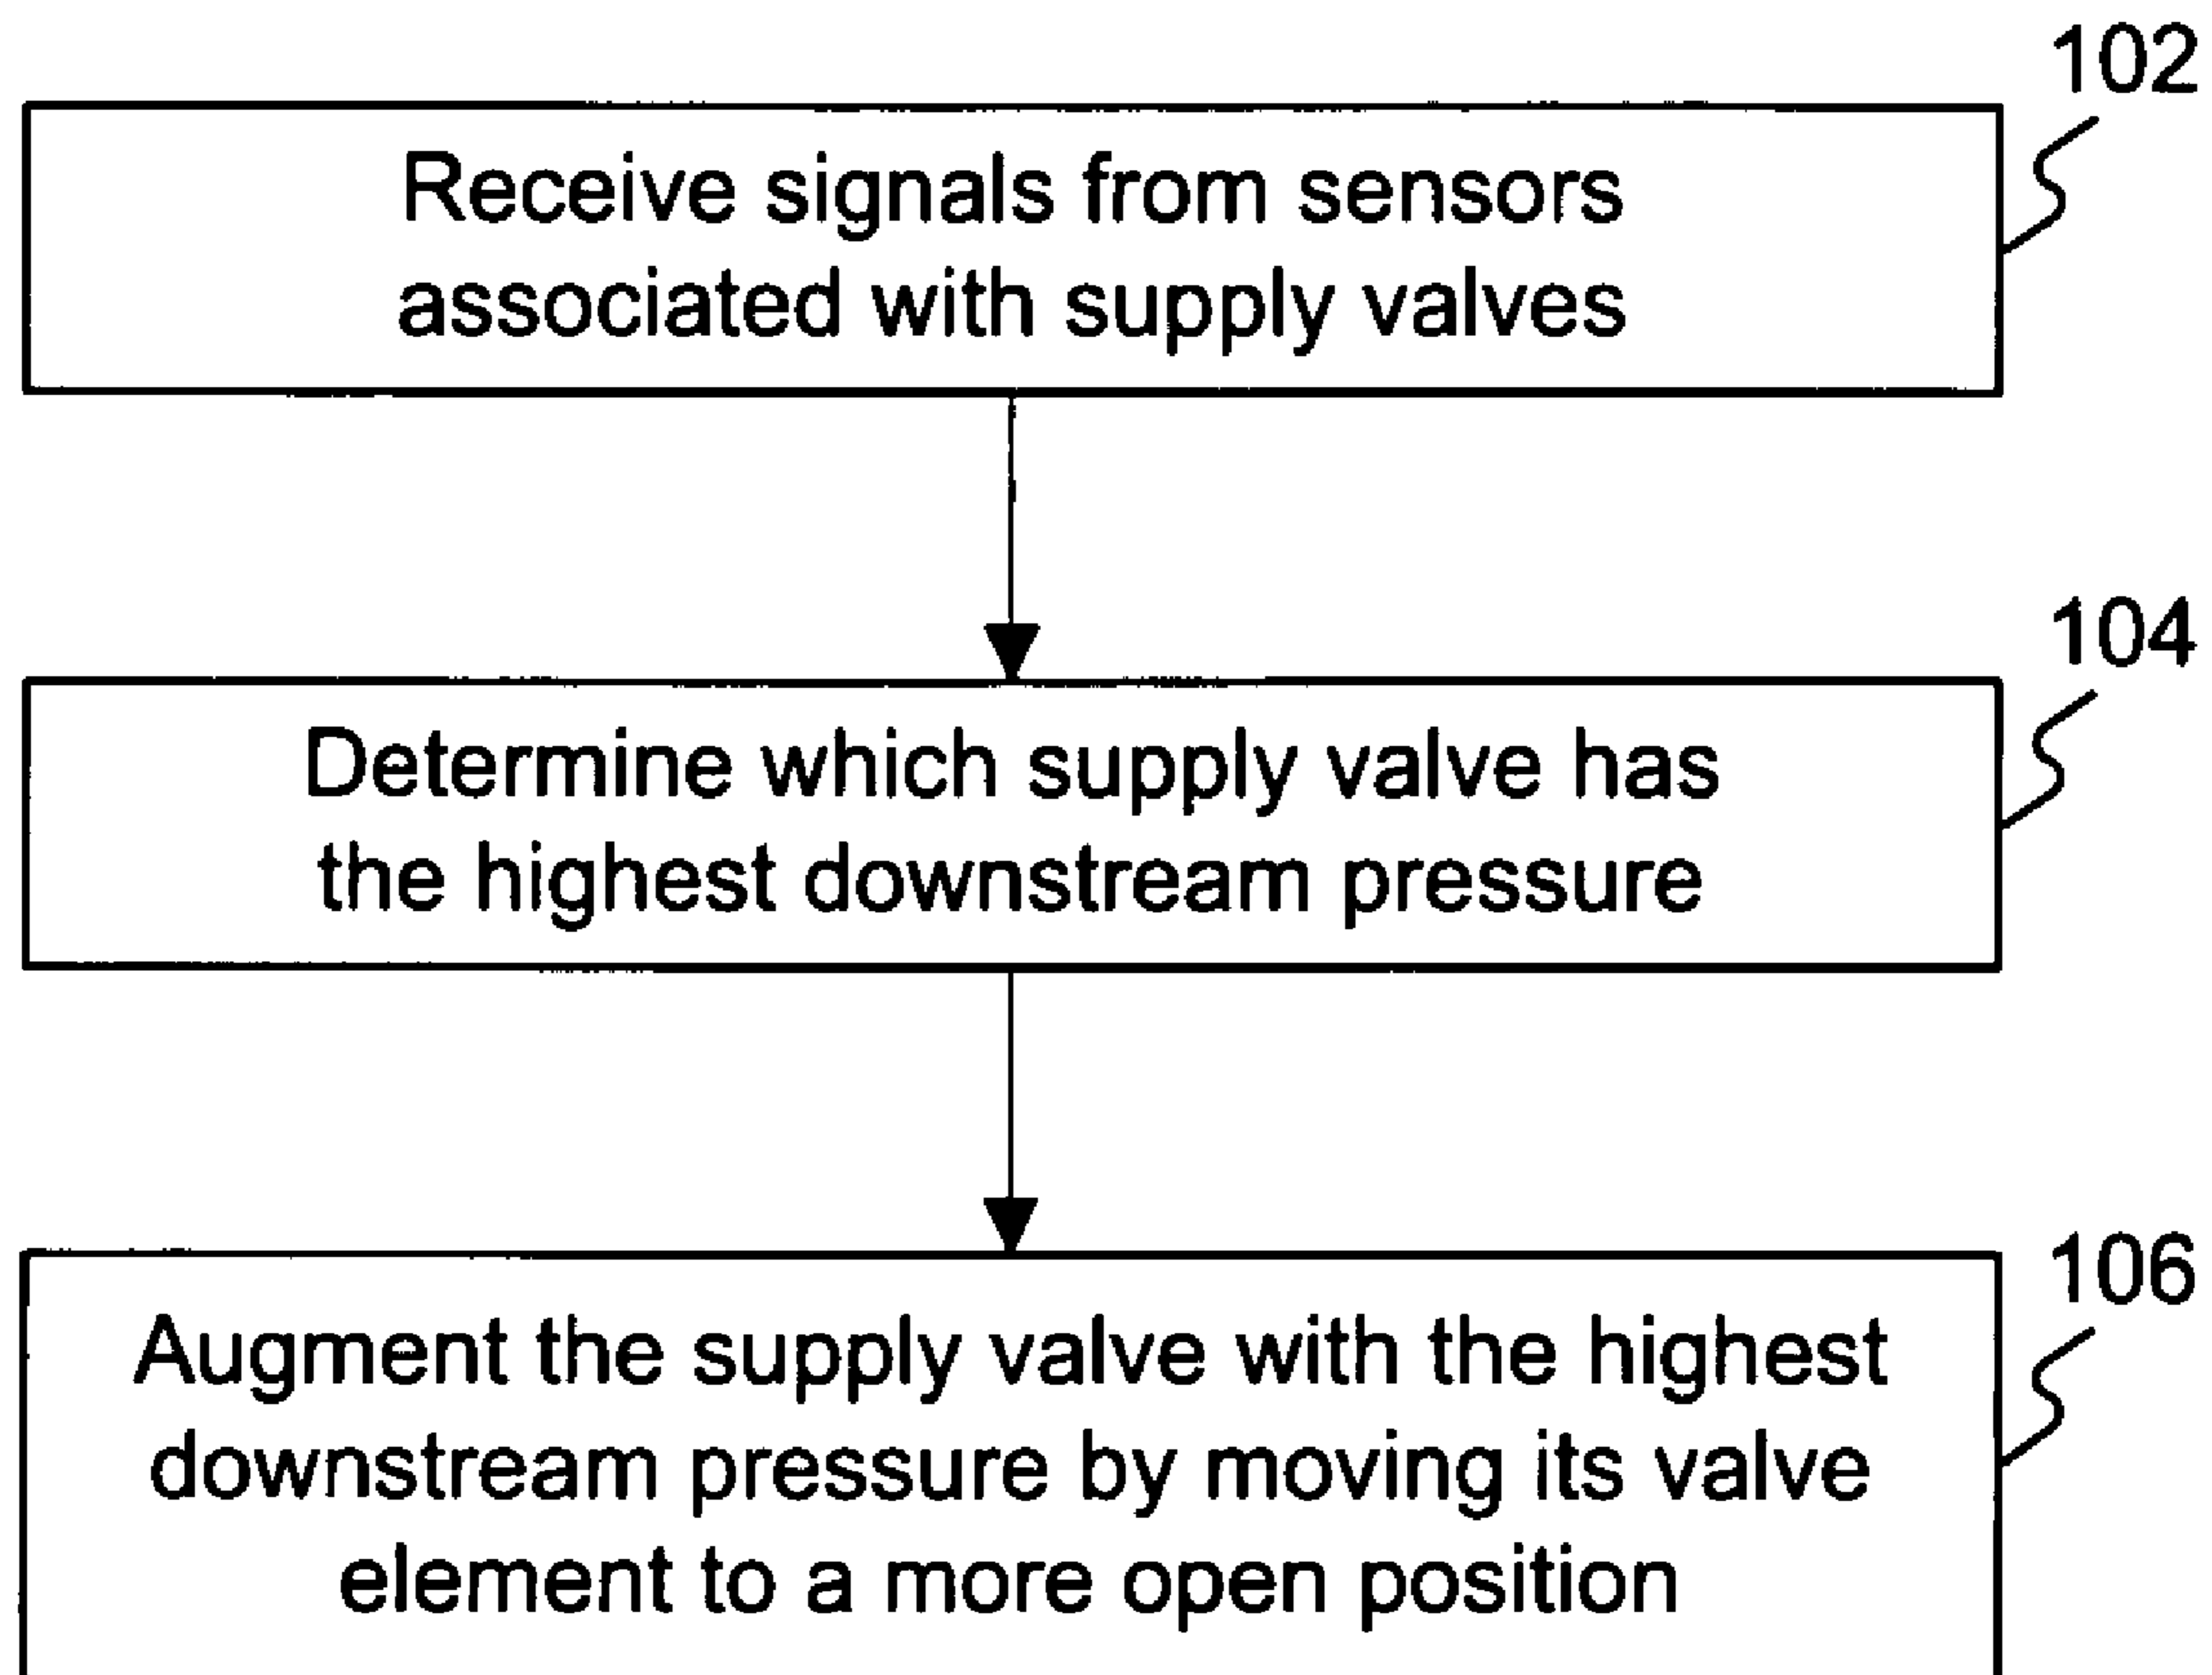 102
Receive signals from sensors
associated with supply valves
104
Determine which supply valve has
the highest downstream pressure
106
Augment the supply valve with the highest
downstream pressure by moving its valve
element to a more open position